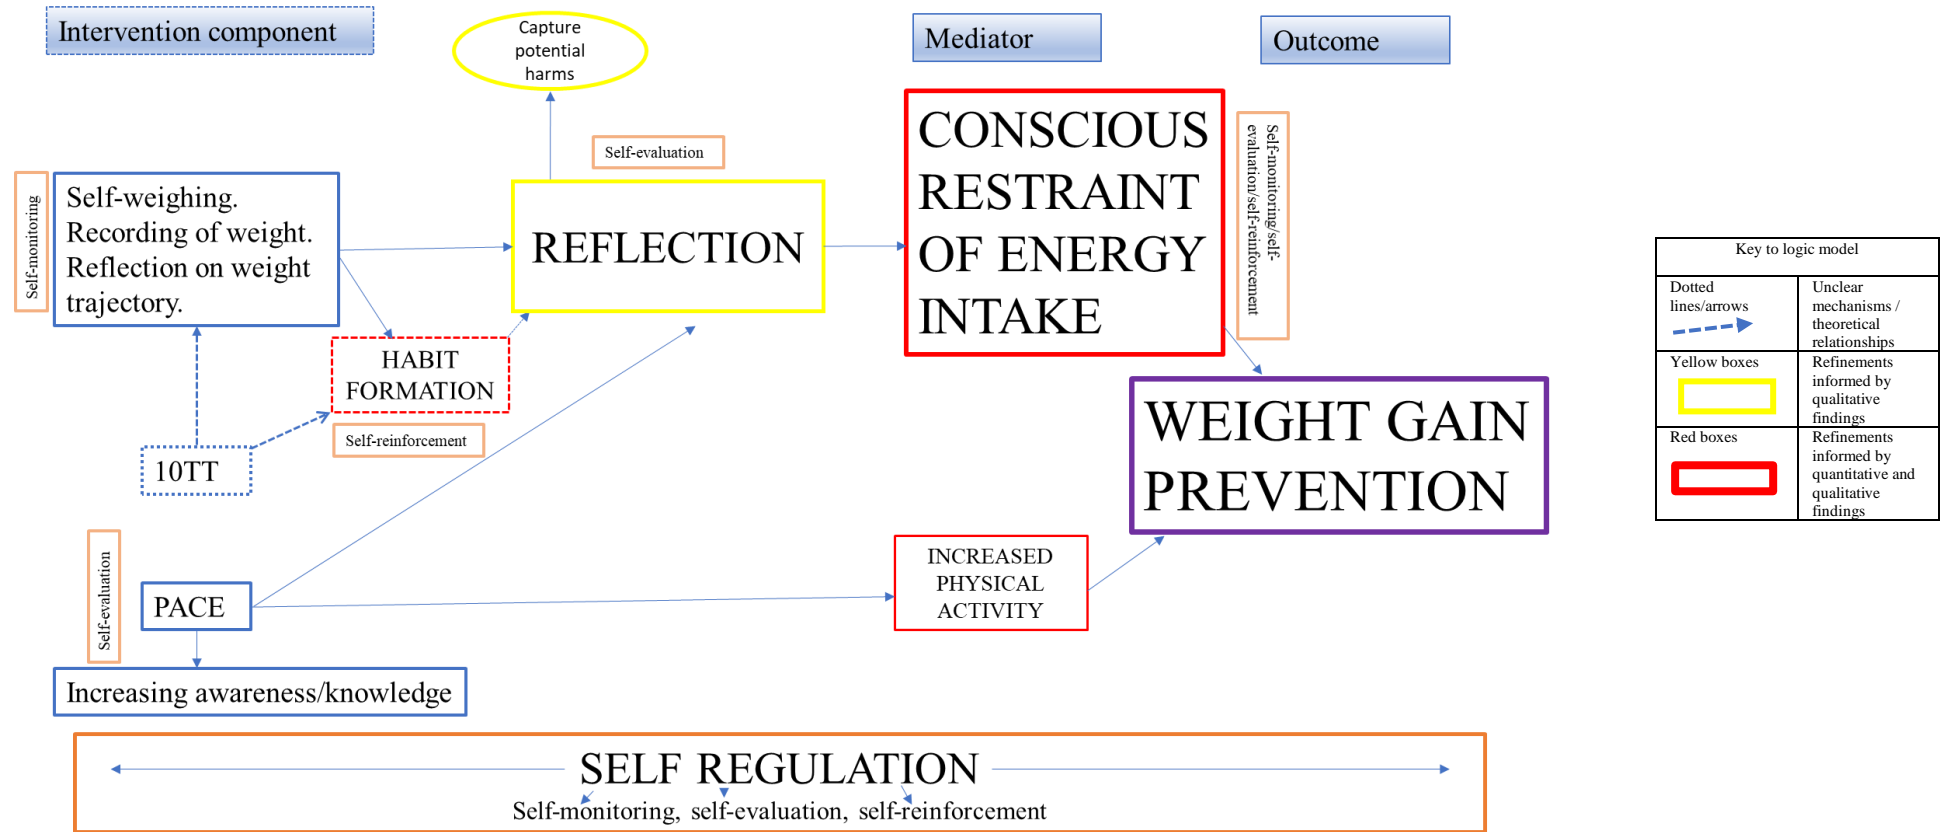 Intervention component
Capture
potential
harms
Mediator
Outcome
Self-evaluation
Self-monitoring
Self-weighing.
Recording of weight.
Reflection on weight
trajectory.
REFLECTION
CONSCIOUS
RESTRAINT
OF ENERGY
INTAKE
Self-monitoring/self-
evaluation/self-reinforcement
HABIT
FORMATION
Self-reinforcement
10TT
WEIGHT GAIN
PREVENTION
Self-evaluation
PACE
INCREASED
PHYSICAL
ACTIVITY
Increasing awareness/knowledge
SELF REGULATION
Self-monitoring, self-evaluation, self-reinforcement
Key to logic model
Dotted
lines/arrows
Unclear
mechanisms /
theoretical
relationships
Yellow boxes
Refinements
informed by
qualitative
findings
Red boxes
Refinements
informed by
quantitative and
qualitative
findings